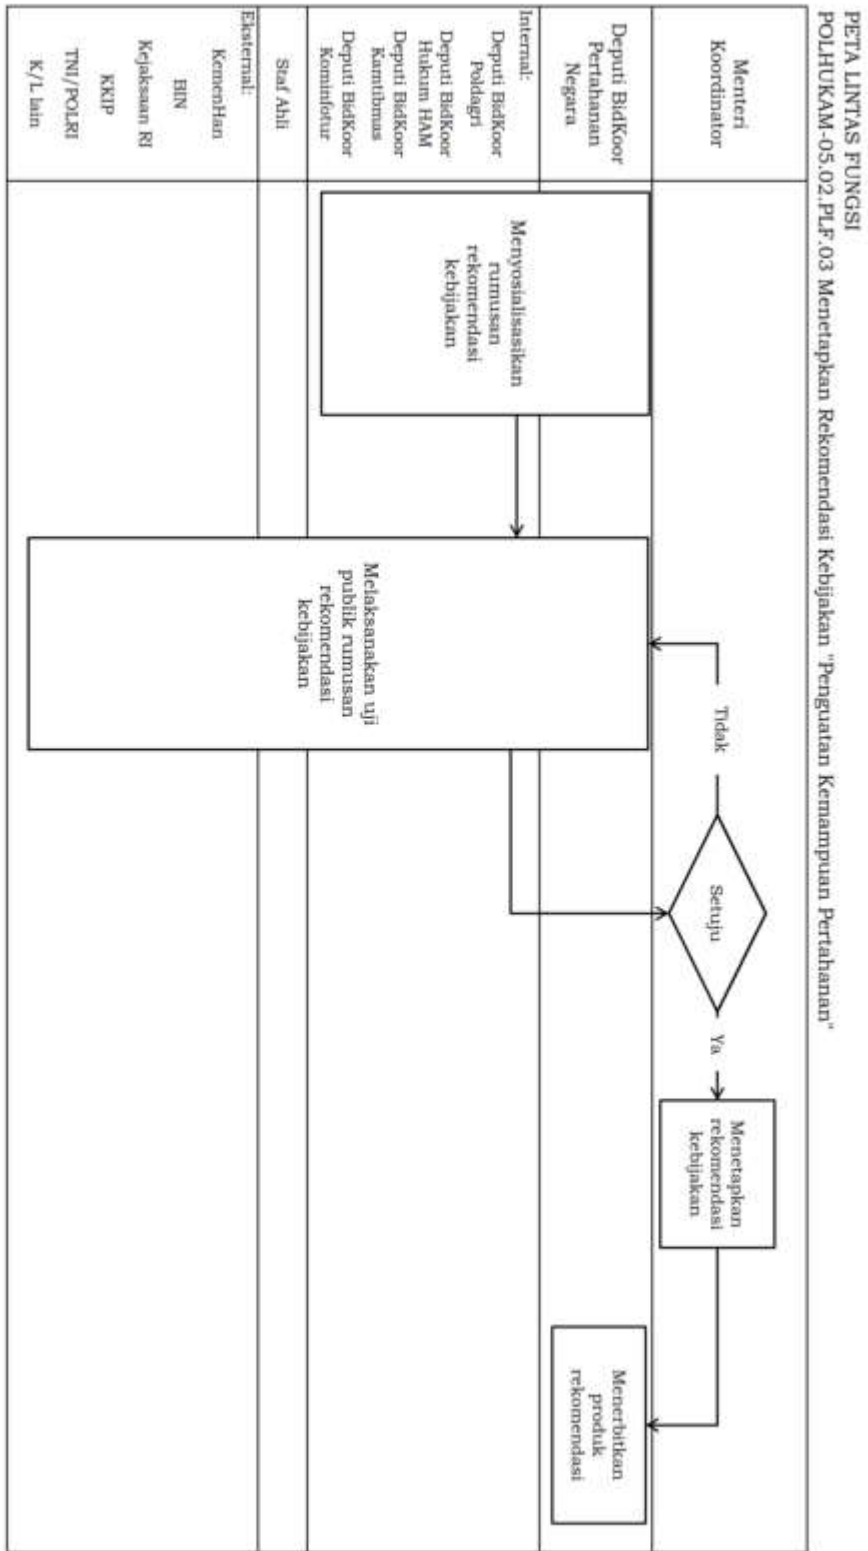 PETA LINTAS FUNGSI
POLHUKAM-05.02.PLF.03 Menetapkan Rekomendasi Kebijakan "Penguatan Kemampuan Pertahanan"
Menteri
Koordinator
Deputi BidKoor
Pertahanan
Negara
Internal:
Deputi BidKoor
Poldagri
Deputi BidKoor
Hukum HAM
Deputi BidKoor
Kamtibmas
Deputi BidKoor
Kominfotur
Staf Ahli
Eksternal:
KemenHan
BIN
Kejaksaan RI
KKIP
TNI/POLRI
K/L lain
Menyosialisasikan
rumusan
rekomendasi
kebijakan
Melaksanakan uji
publik rumusan
rekomendasi
kebijakan
Tidak
Setuju
Ya
Menetapkan
rekomendasi
kebijakan
Menerbitkan
produk
rekomendasi